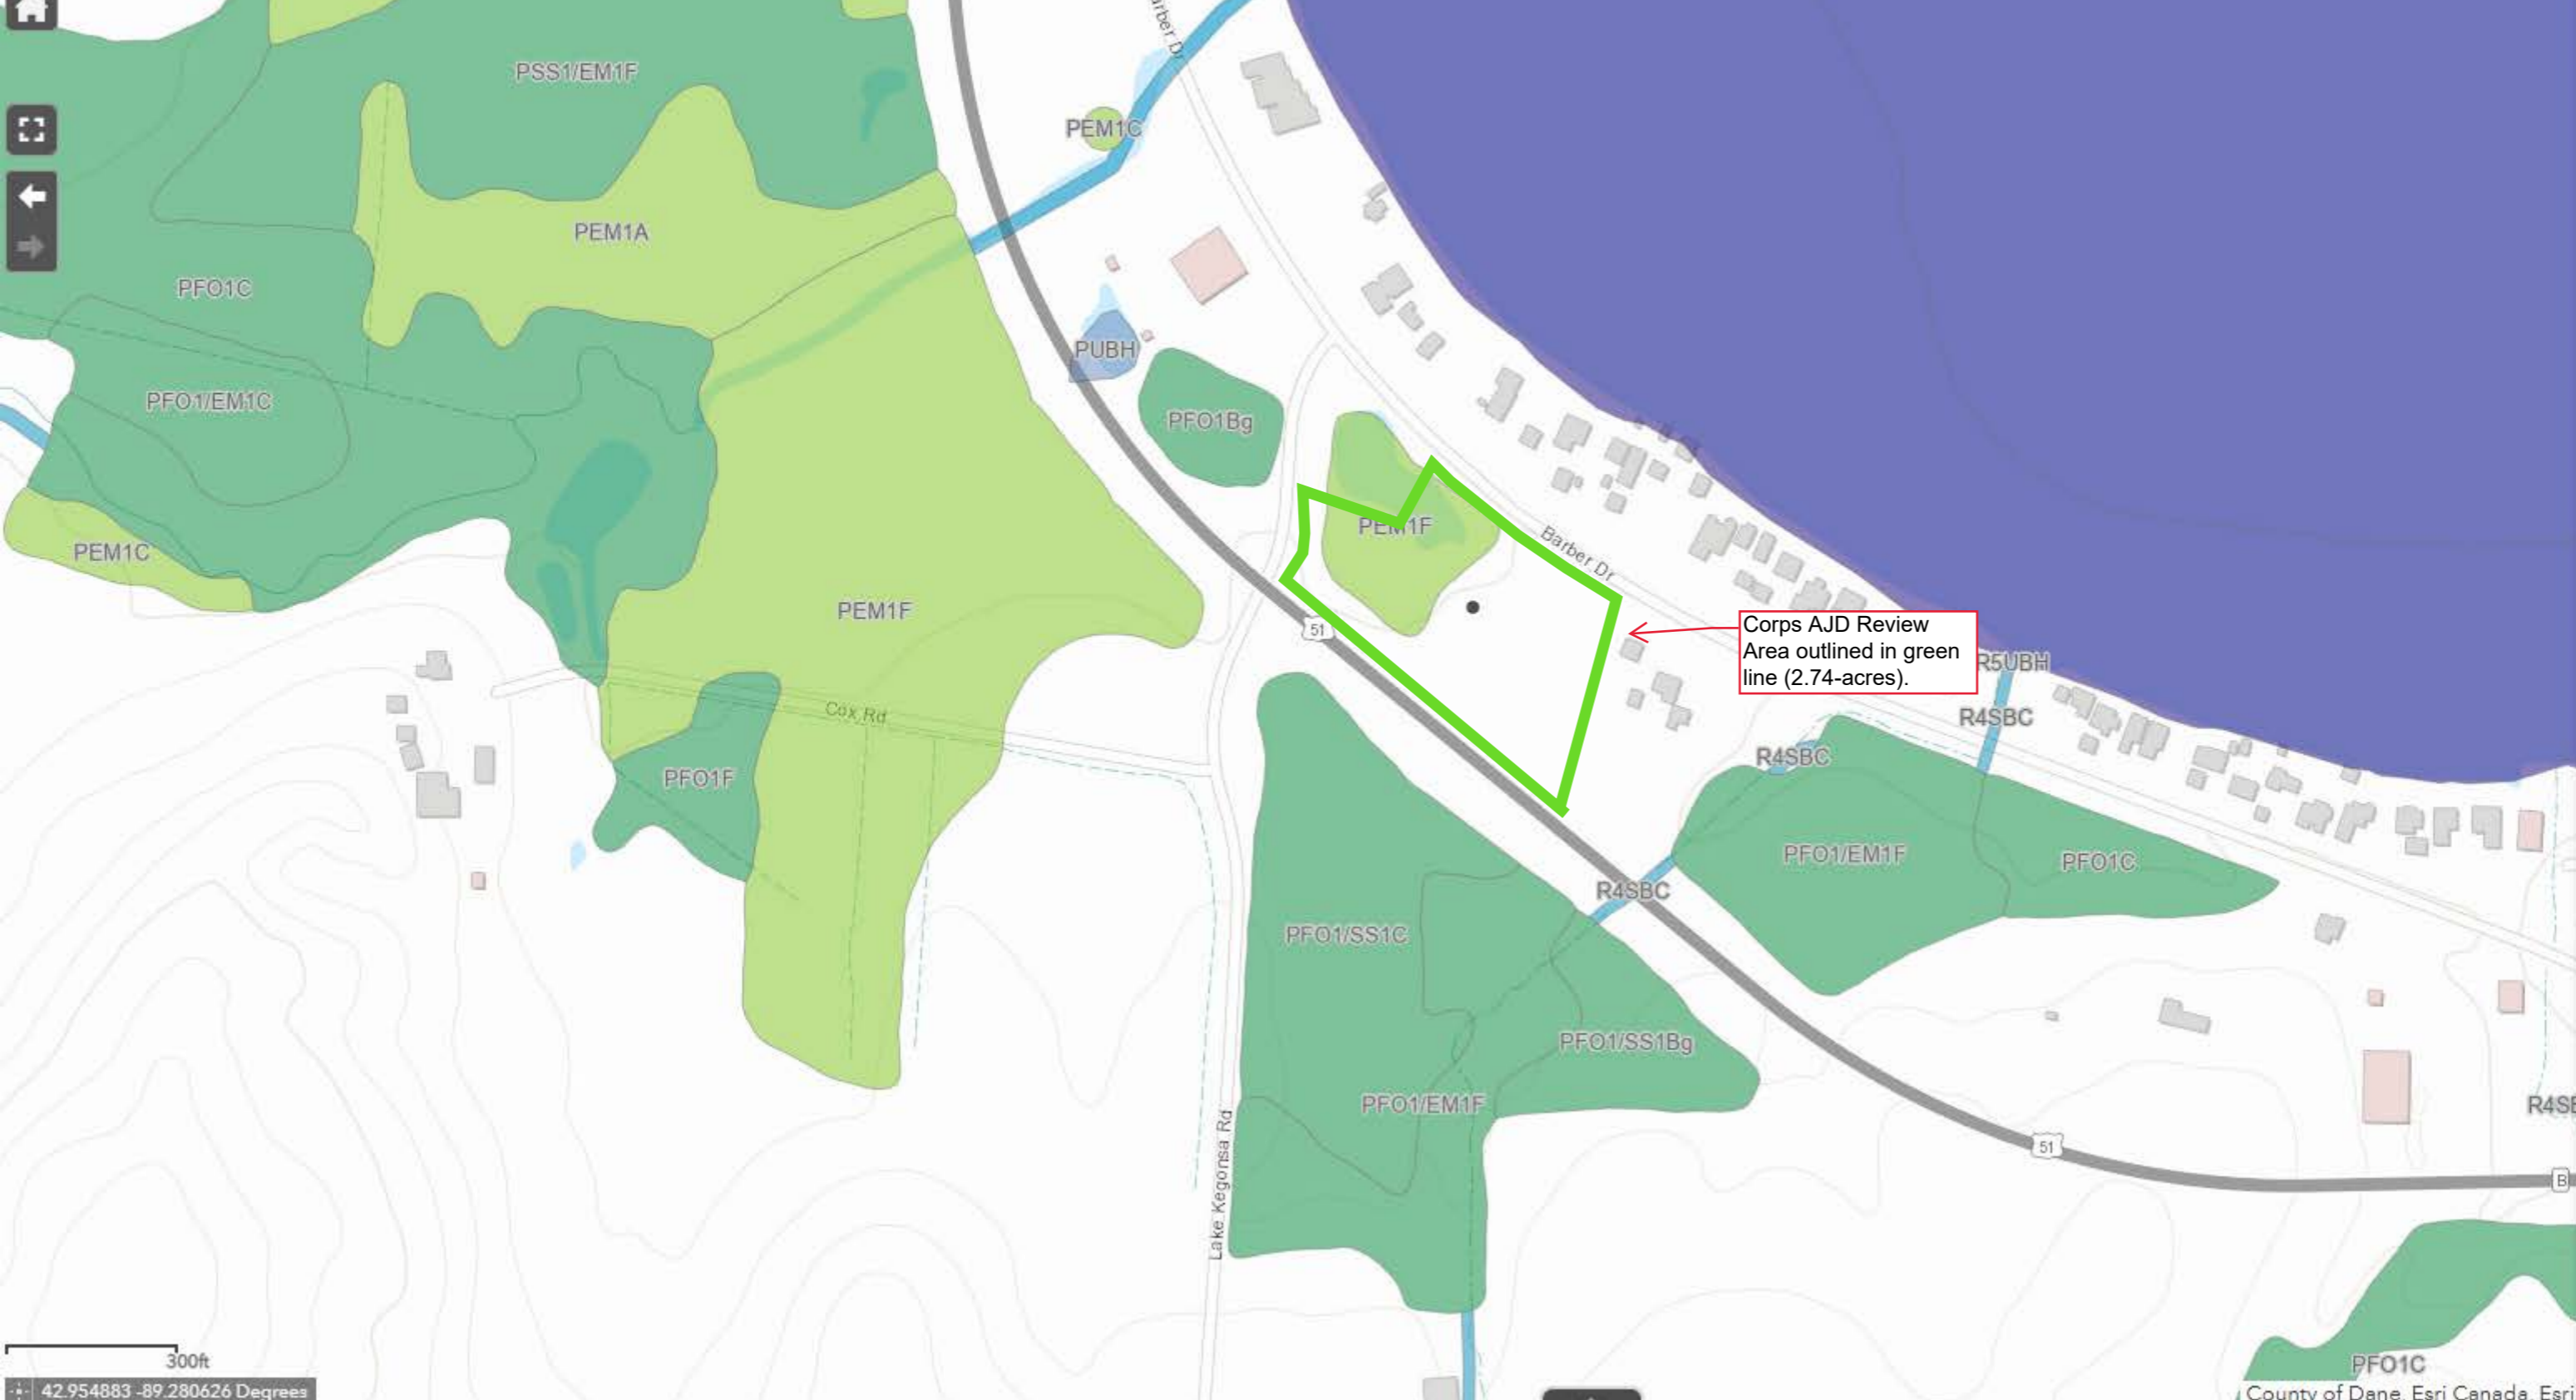 Barber Dr
PSS1/EM1F
PEM1C
PEM1A
PFO1C
PUBH
PFO1/EM1C
PFO1Bg
PEM1F
Barber Dr
PEM1C
PEM1F
51
Corps AJD Review
Area outlined in green
line (2.74-acres).
R5UBH
R4SBC
Cox Rd
R4SBC
PFO1F
PFO1/EM1F
PFO1C
R4SBC
PFO1/SS1C
PFO1/SS1Bg
PFO1/EM1F
Lake Kegonsa Rd
51
B
300ft
PFO1C
42.954883 -89.280626 Degrees
County of Dane, Esri Canada, Esri